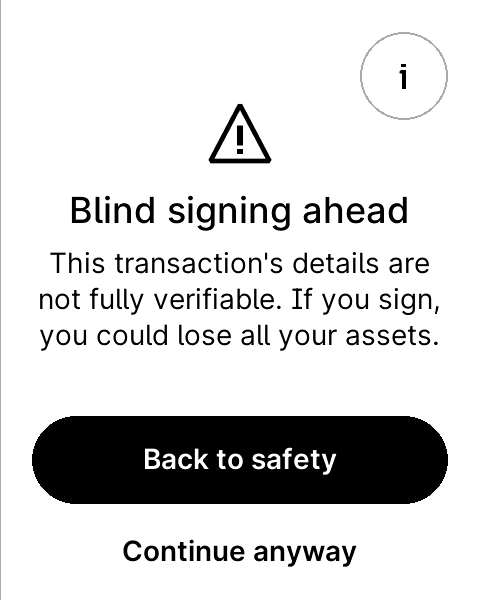 i
Blind signing ahead
This transaction's details are
not fully verifiable. If you sign,
you could lose all your assets.
Back to safety
Continue anyway